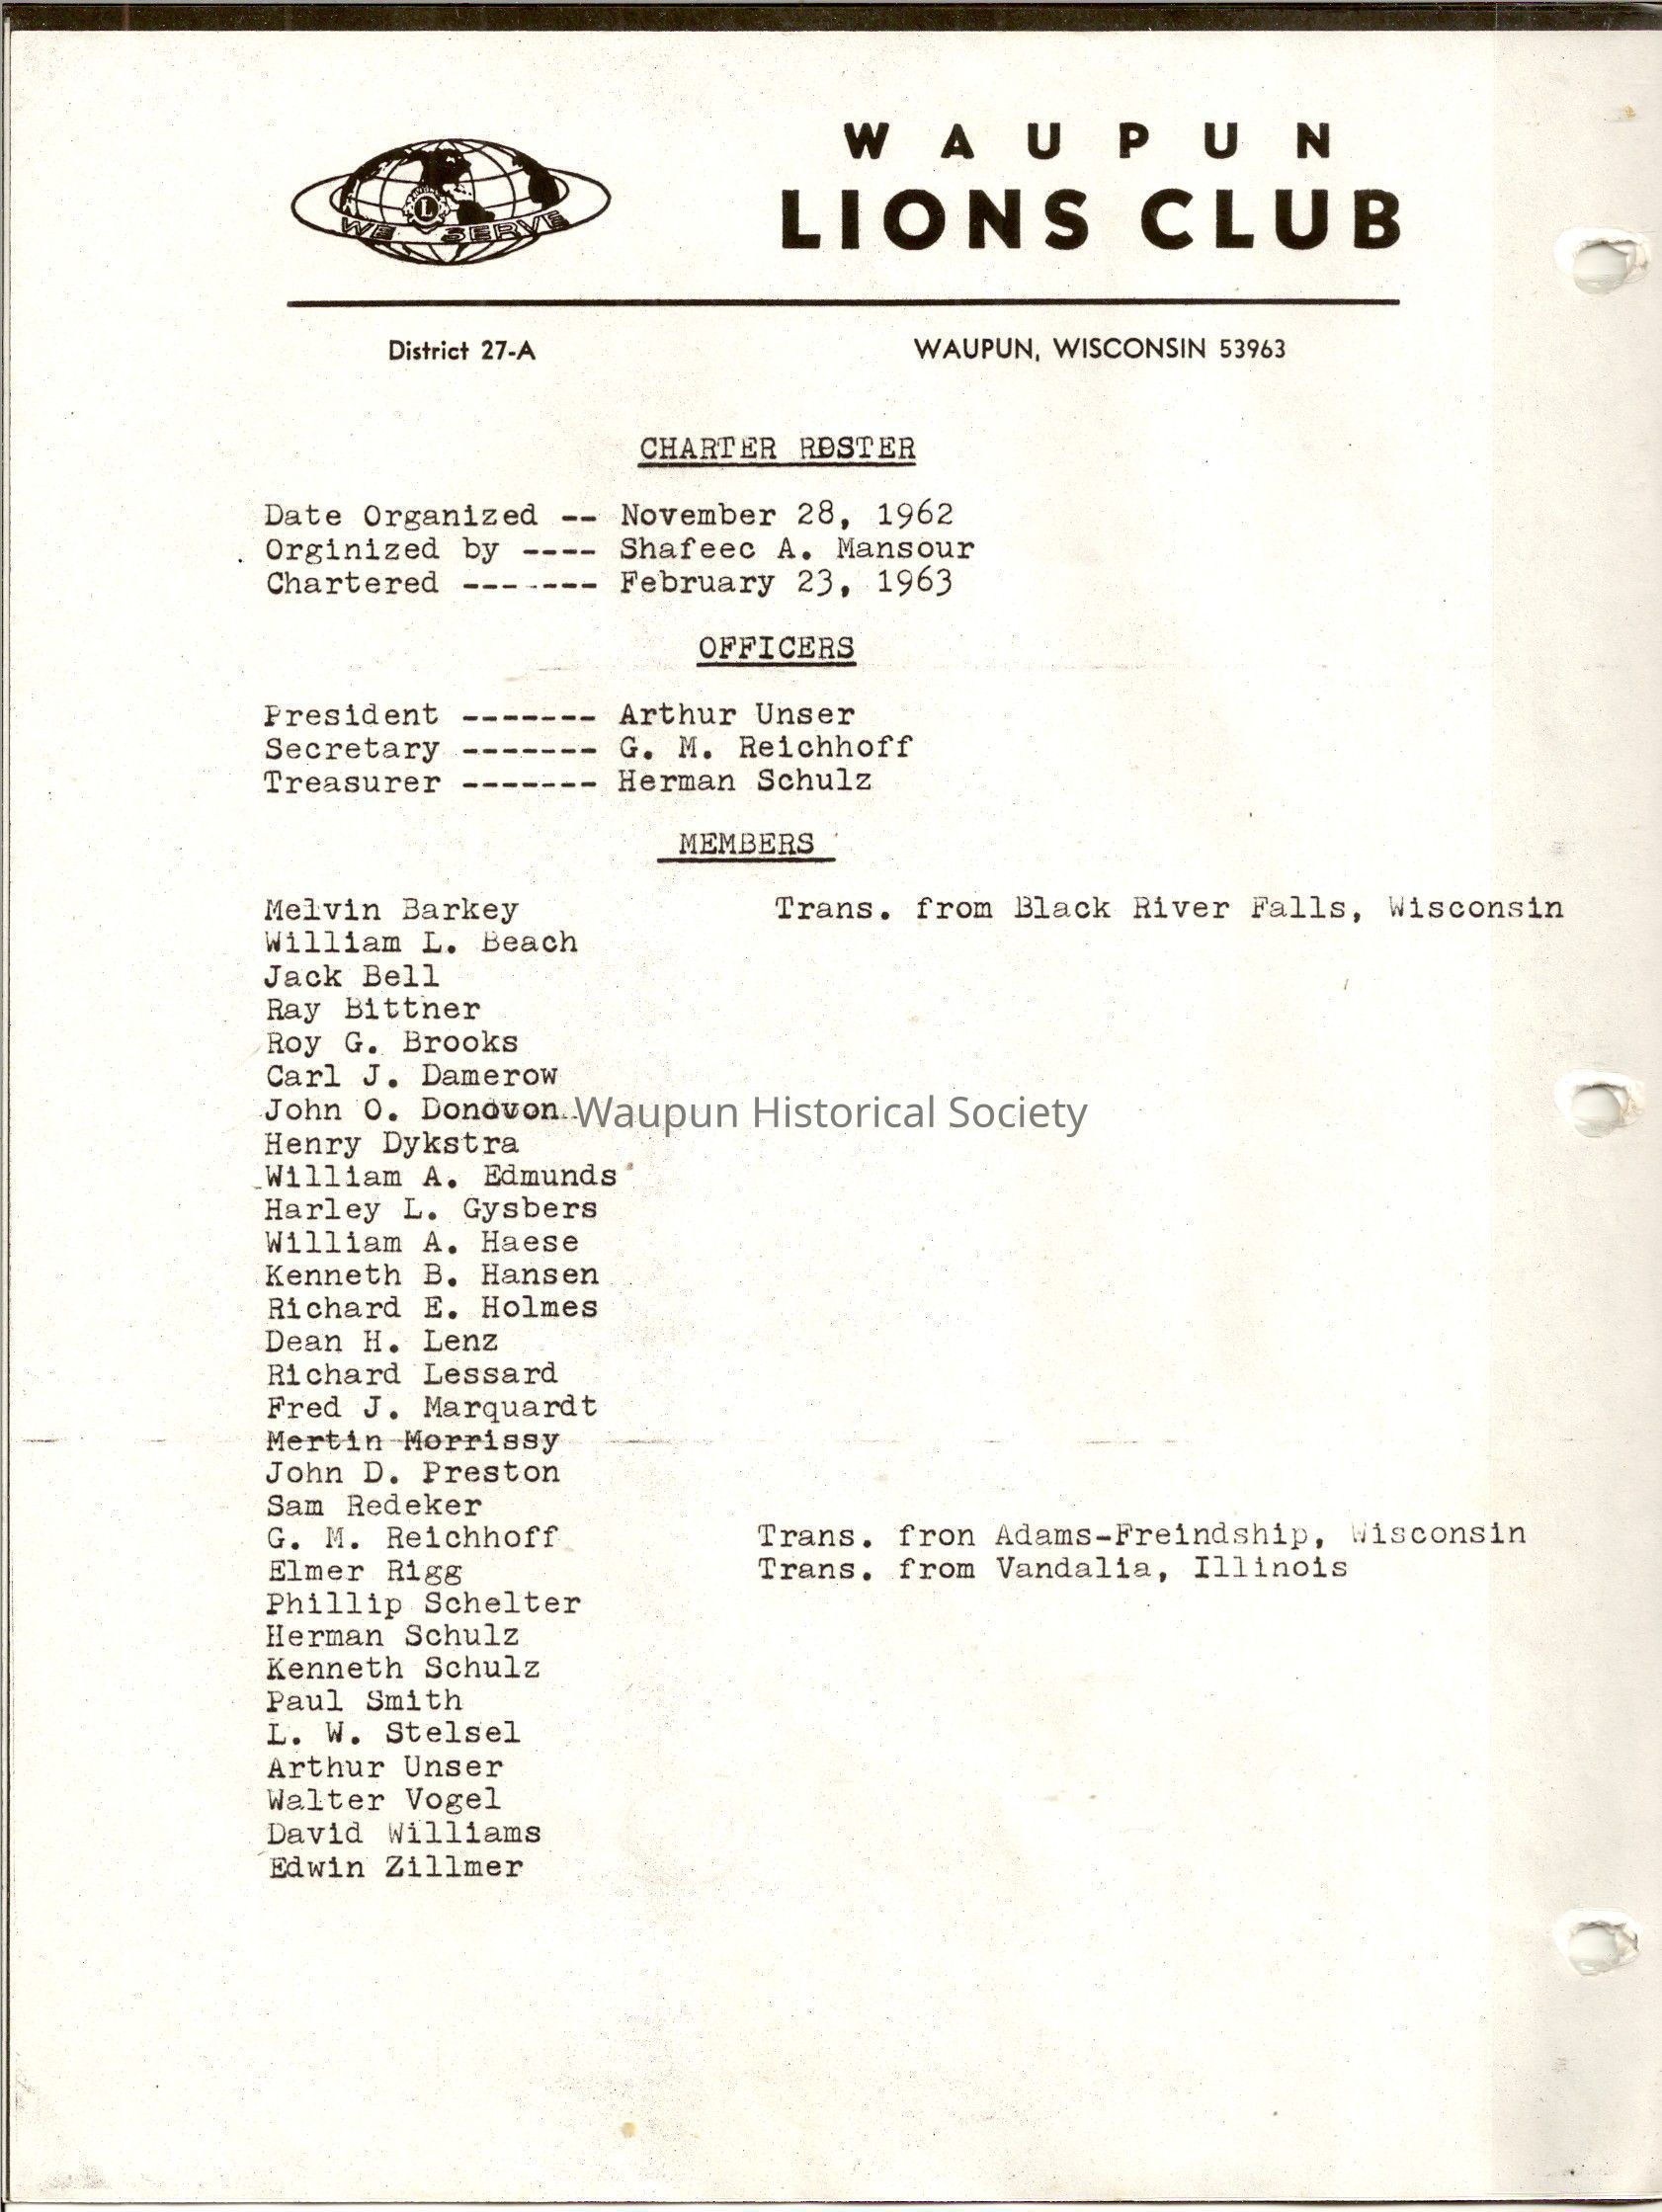 WAUPUN
LIONS CLUB
L
WE SERVE
District 27-A WAUPUN, WISCONSIN 53963
CHARTER ROSTER
Date Organized -- November 28, 1962
Orginized by ---- Shafeec A. Mansour
Chartered ------- February 23, 1963
OFFICERS
President ------- Arthur Unser
Secretary ------- G. M. Reichhoff
Treasurer ------- Herman Schulz
MEMBERS
Melvin Barkey Trans. from Black River Falls, Wisconsin
William L. Beach
Jack Bell
Ray Bittner
Roy G. Brooks
Carl J. Damerow
John O. Donovon
Waupun Historical Society
Henry Dykstra
William A. Edmunds
Harley L. Gysbers
William A. Haese
Kenneth B. Hansen
Richard E. Holmes
Dean H. Lenz
Richard Lessard
Fred J. Marquardt
Mertin Morrissy
John D. Preston
Sam Redeker
G. M. Reichhoff Trans. fron Adams-Freindship, Wisconsin
Elmer Rigg Trans. from Vandalia, Illinois
Phillip Schelter
Herman Schulz
Kenneth Schulz
Paul Smith
L. W. Stelsel
Arthur Unser
Walter Vogel
David Williams
Edwin Zillmer